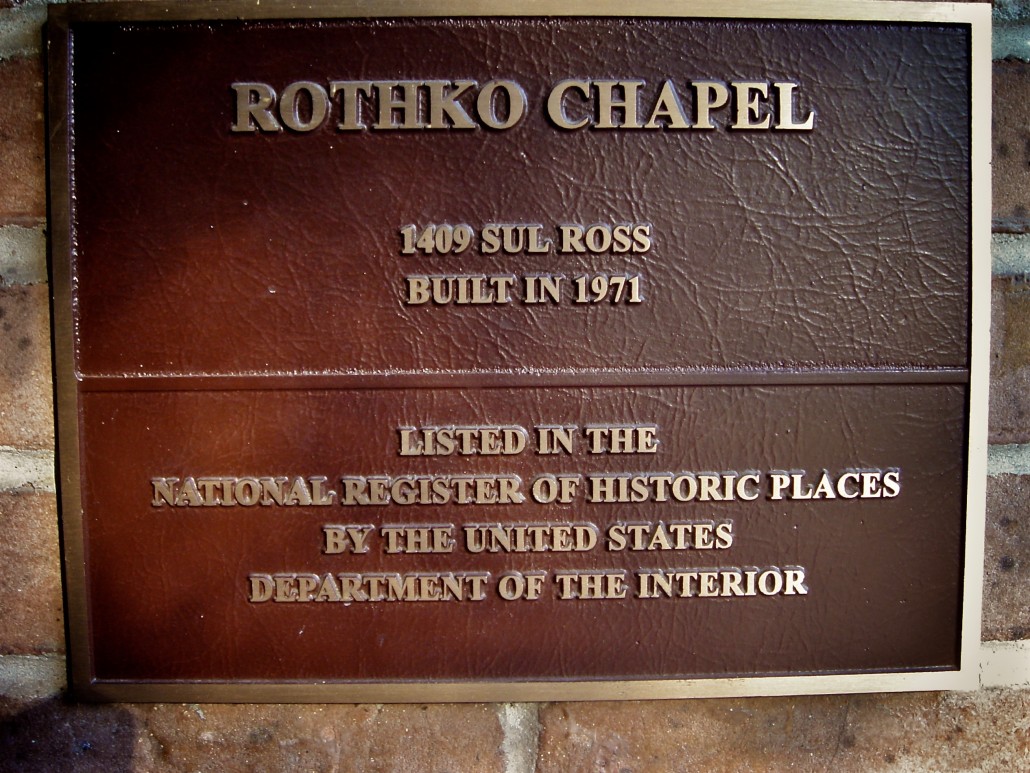 ROTHKO CHAPEL
1409 SUL ROSS
BUILT IN 1971
LISTED IN THE
NATIONAL REGISTER OF HISTORIC PLACES
BY THE UNITED STATES
DEPARTMENT OF THE INTERIOR